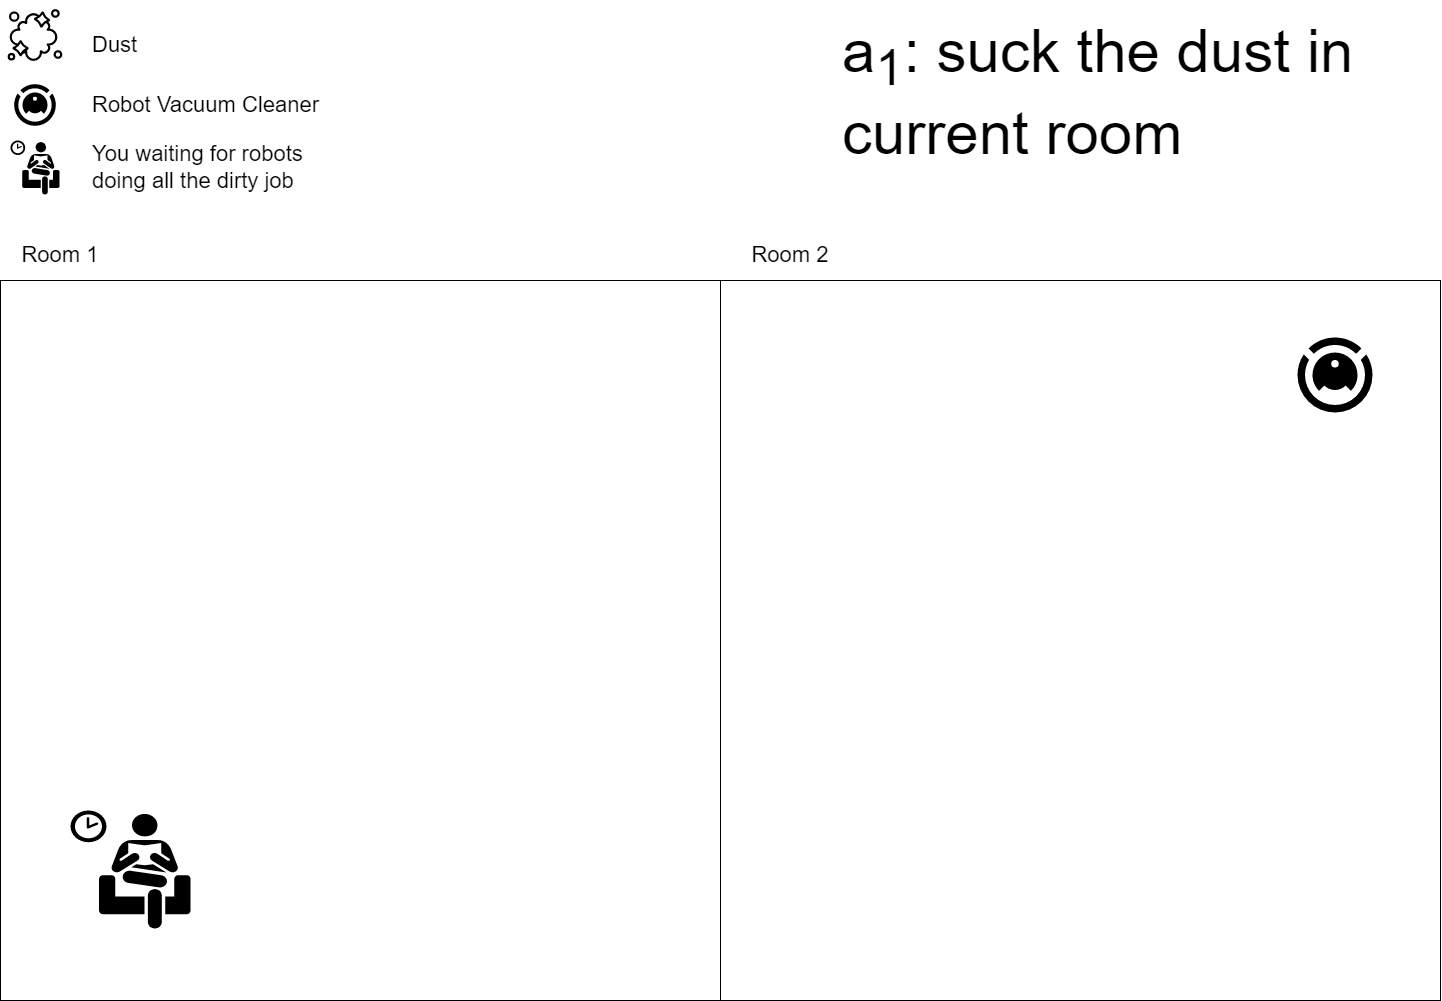 Dust
Robot Vacuum Cleaner
You waiting for robots
doing all the dirty job
a₁: suck the dust in
current room
Room 1
Room 2